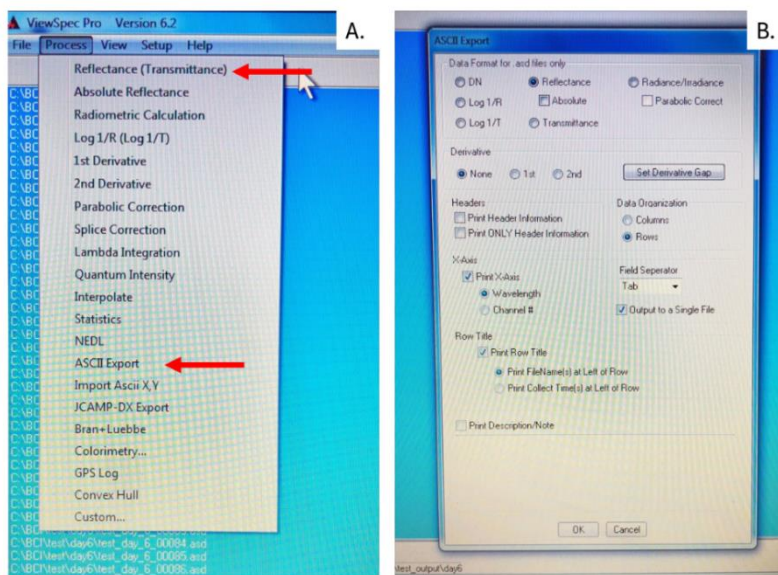 ViewSpec Pro Version 6.2
A.
File Process View Setup Help
Reflectance (Transmittance)
Absolute Reflectance
Radiometric Calculation
Log 1/R (Log 1/T)
1st Derivative
2nd Derivative
Parabolic Correction
Splice Correction
Lambda Integration
Quantum Intensity
Interpolate
Statistics
NEDL
ASCII Export
Import Ascii X,Y
JCAMP-DX Export
Bran+Luebbe
Colorimetry...
GPS Log
Convex Hull
Custom...
C:\BCI\test\day6\test_day_6_00084.asd
C:\BCI\test\day6\test_day_6_00085.asd
C:\BCI\test\day6\test_day_6_00086.asd
B.
ASCII Export
Data Format for .asd files only
DN Reflectance Radiance/Irradiance
Log 1/R Absolute Parabolic Correct
Log 1/T Transmittance
Derivative
None 1st 2nd Set Derivative Gap
Headers Data Organization
Print Header Information Columns
Print ONLY Header Information Rows
X-Axis Field Seperator
Print X-Axis Tab
Wavelength
Channel # Output to a Single File
Row Title
Print Row Title
Print FileName(s) at Left of Row
Print Collect Time(s) at Left of Row
Print Description/Note
OK Cancel
test_output\day6